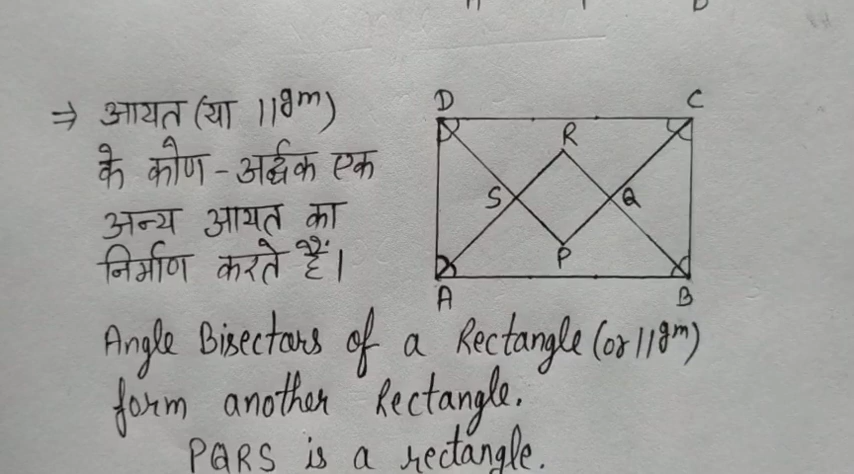 ⇒ आयत (या ||gm)
के कोण - अर्द्धक एक
अन्य आयत का
निर्माण करते हैं।
D
C
R
S
Q
P
A
B
Angle Bisectors of a Rectangle (or ||gm)
form another Rectangle.
PQRS is a rectangle.